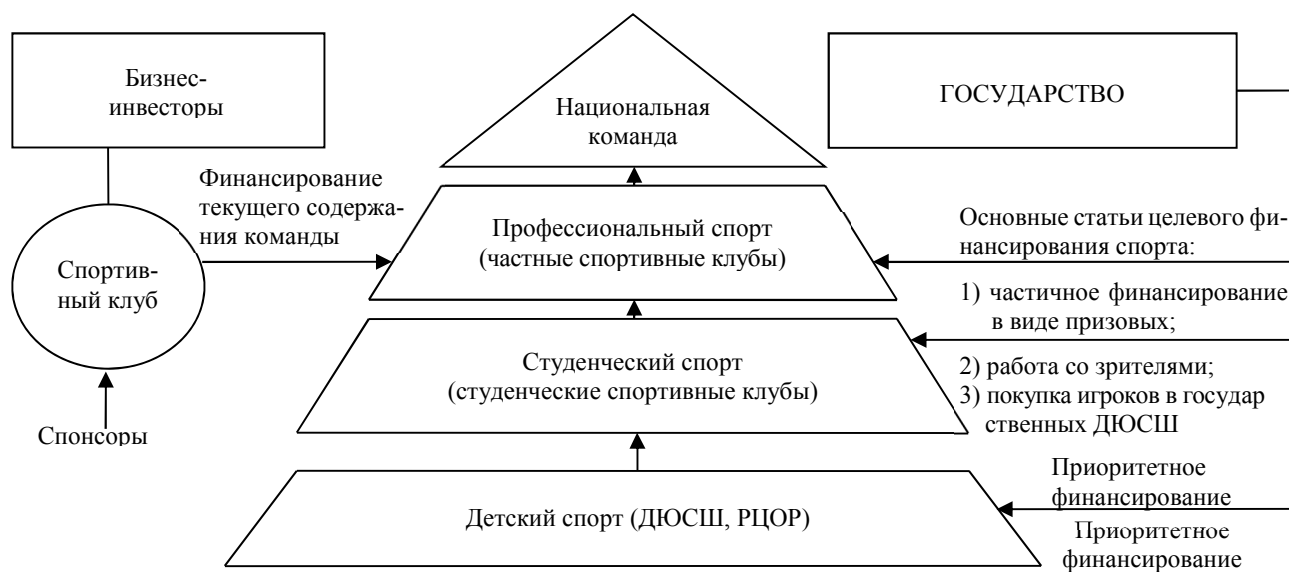 Бизнес-
инвесторы
Национальная
команда
ГОСУДАРСТВО
Финансирование
текущего содержа-
ния команды
Профессиональный спорт
(частные спортивные клубы)
Основные статьи целевого фи-
нансирования спорта:
Спортив-
ный клуб
1) частичное финансирование
в виде призовых;
Студенческий спорт
(студенческие спортивные клубы)
2) работа со зрителями;
3) покупка игроков в государ
ственных ДЮСШ
Спонсоры
Приоритетное
финансирование
Детский спорт (ДЮСШ, РЦОР)
Приоритетное
финансирование